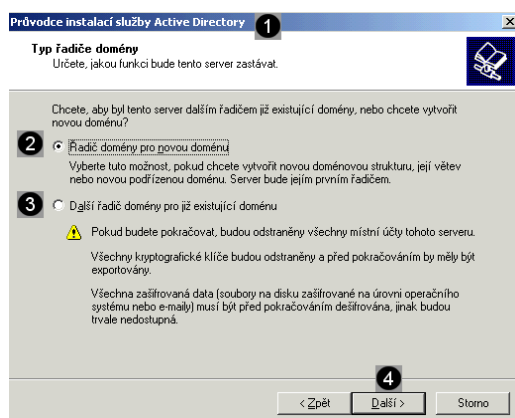 Průvodce instalací služby Active Directory 1
Typ řadiče domény
Určete, jakou funkci bude tento server zastávat.
Chcete, aby byl tento server dalším řadičem již existující domény, nebo chcete vytvořit
novou doménu?
2 Řadič domény pro novou doménu
Vyberte tuto možnost, pokud chcete vytvořit novou doménovou strukturu, její větev
nebo novou podřízenou doménu. Server bude jejím prvním řadičem.
3 Další řadič domény pro již existující doménu
Pokud budete pokračovat, budou odstraněny všechny místní účty tohoto serveru.
Všechny kryptografické klíče budou odstraněny a před pokračováním by měly být
exportovány.
Všechna zašifrovaná data (soubory na disku zašifrované na úrovni operačního
systému nebo e-maily) musí být před pokračováním dešifrována, jinak budou
trvale nedostupná.
4
< Zpět Další > Storno